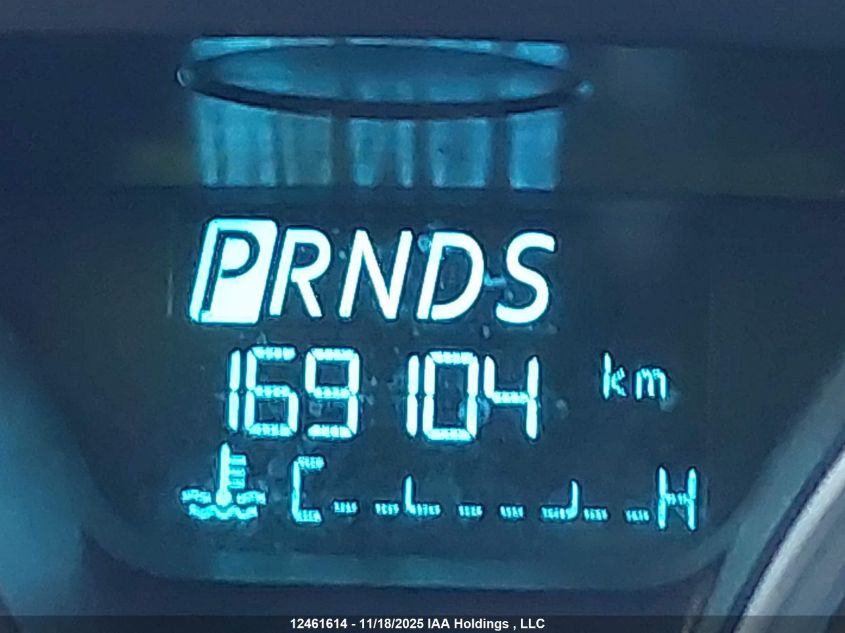 PRNDS
169104 km
C H
12461614 - 11/18/2025 IAA Holdings , LLC